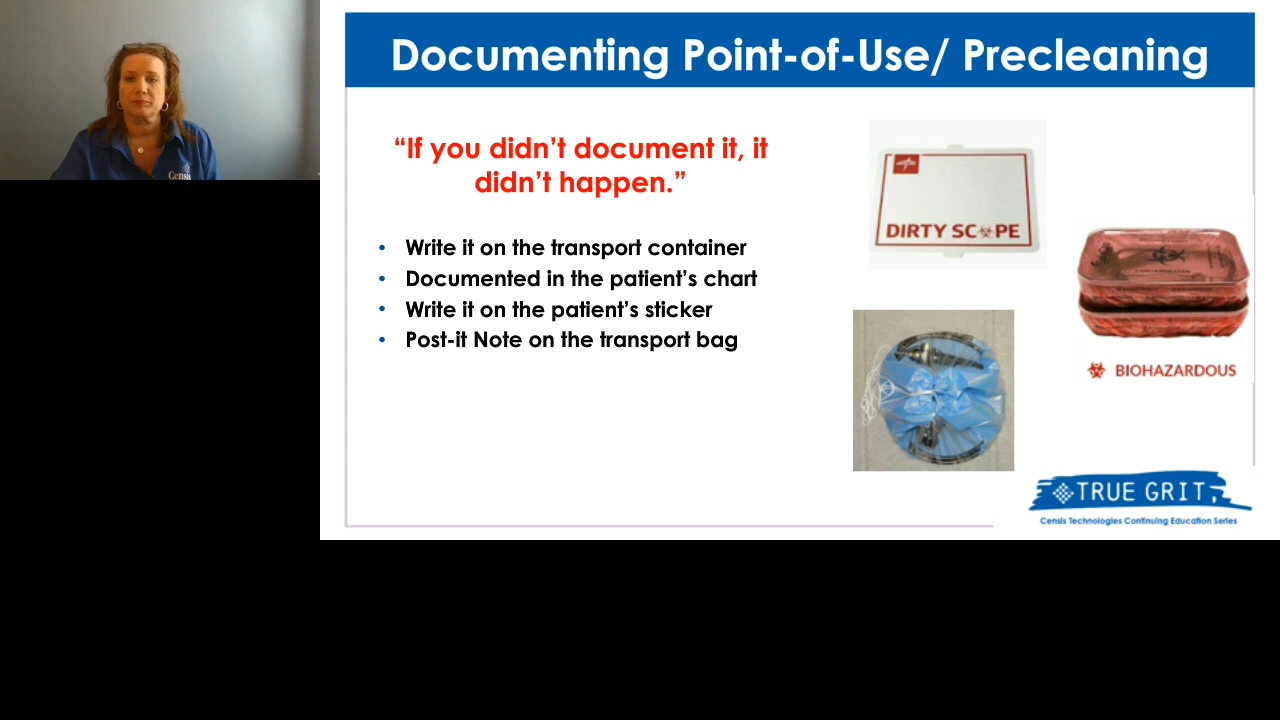 Documenting Point-of-Use/ Precleaning
“If you didn’t document it, it
didn’t happen.”
• Write it on the transport container
• Documented in the patient’s chart
• Write it on the patient’s sticker
• Post-it Note on the transport bag
DIRTY SCOPE
BIOHAZARDOUS
TRUE GRIT
Censis Technologies Continuing Education Series